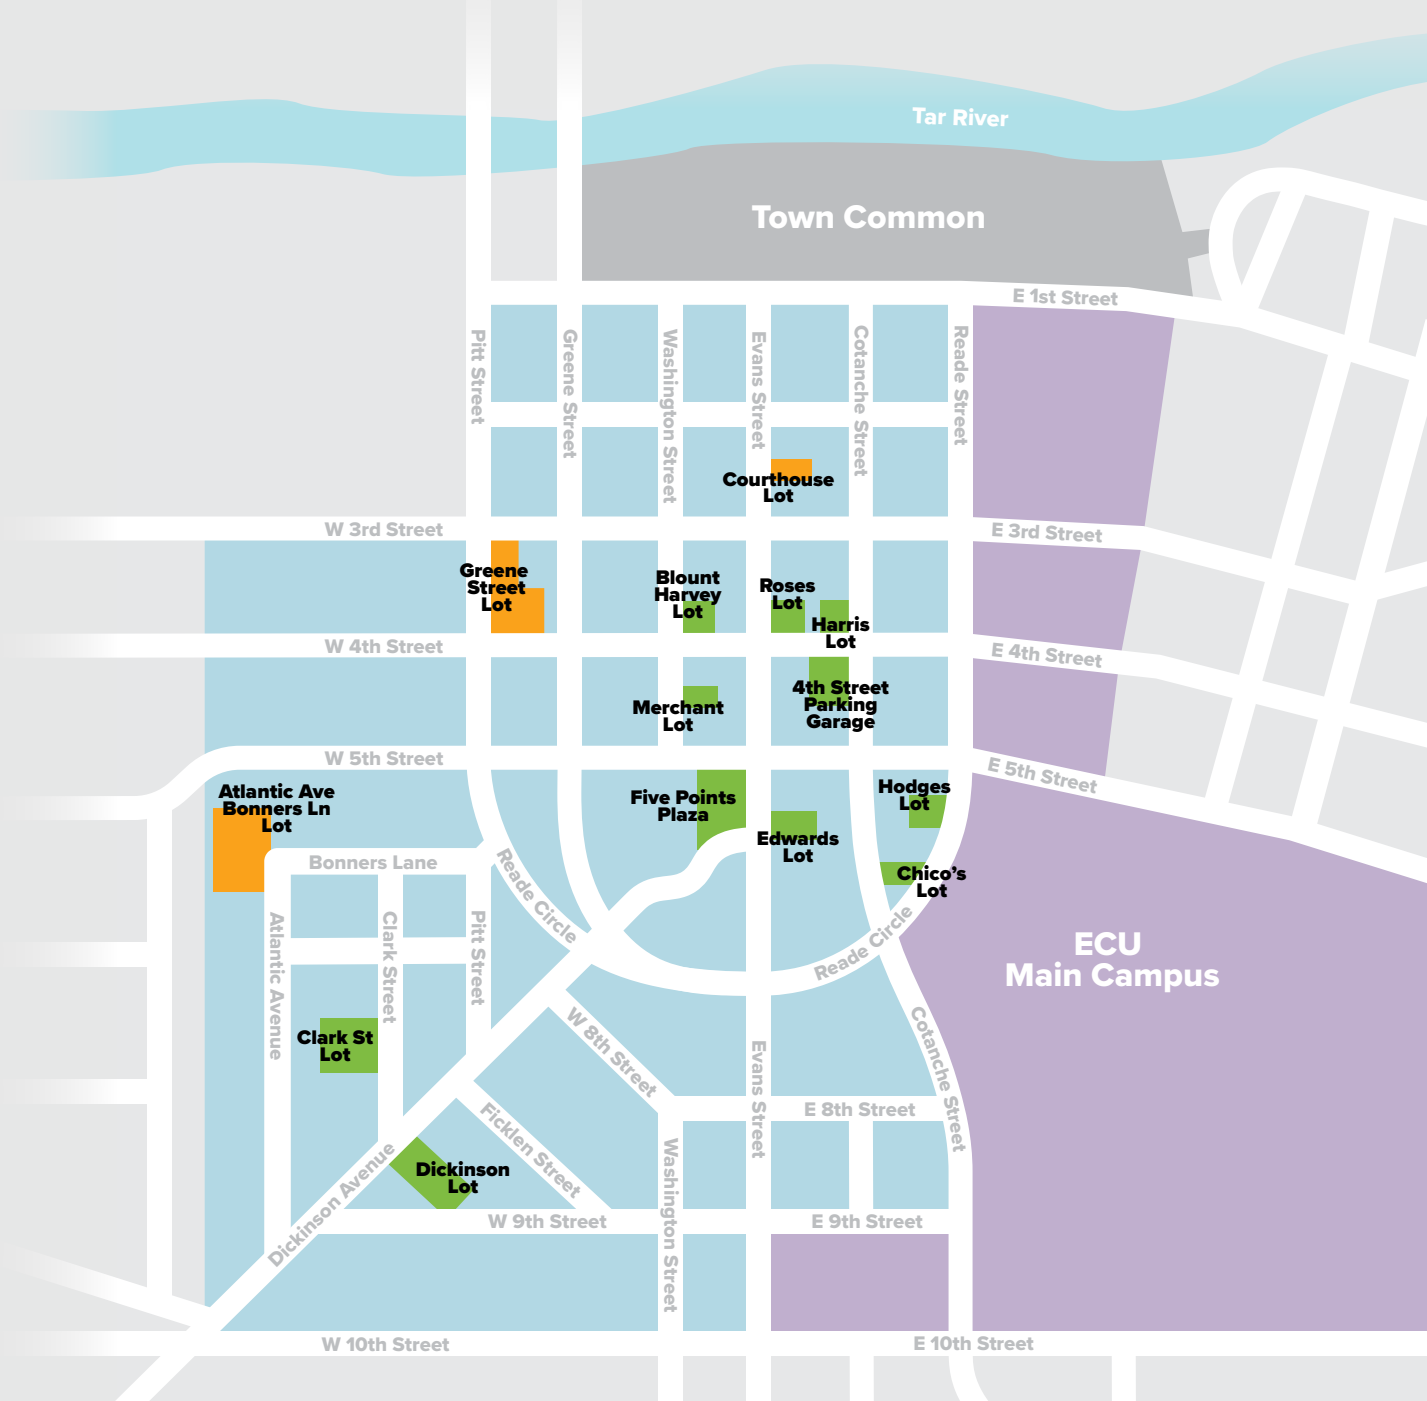 Tar River
Town Common
E 1st Street
Pitt Street
Greene Street
Washington Street
Evans Street
Cotanche Street
Reade Street
Courthouse
Lot
W 3rd Street
E 3rd Street
Greene
Street
Lot
Blount
Harvey
Lot
Roses
Lot
Harris
Lot
W 4th Street
E 4th Street
4th Street
Parking
Garage
Merchant
Lot
W 5th Street
E 5th Street
Atlantic Ave
Bonners Ln
Lot
Five Points
Plaza
Hodges
Lot
Edwards
Lot
Bonners Lane
Chico's
Lot
Reade Circle
Reade Circle
Atlantic Avenue
Clark Street
Pitt Street
ECU
Main Campus
Clark St
Lot
W 8th Street
Evans Street
Cotanche Street
E 8th Street
Ficklen Street
Dickinson Avenue
Dickinson
Lot
Washington Street
W 9th Street
E 9th Street
W 10th Street
E 10th Street